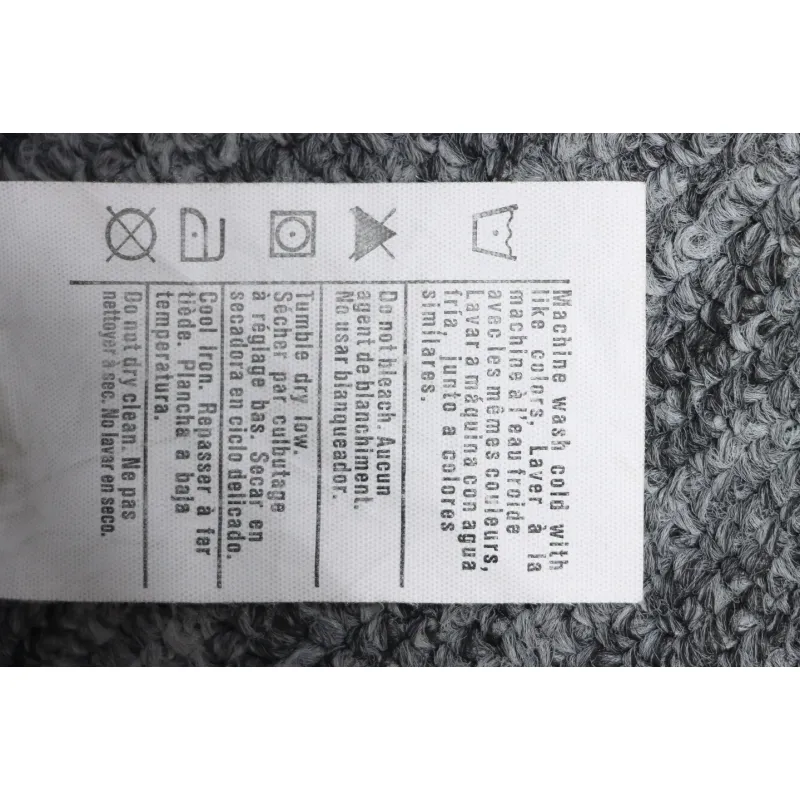 Machine wash cold with
like colors. Laver à la
machine à l'eau froide
avec les mêmes couleurs,
Lavar a máquina con agua
fría, junto a colores
similares.
Do not bleach. Aucun
agent de blanchiment.
No usar blanqueador.
Tumble dry low.
Sécher par culbutage
à réglage bas. Secar en
secadora en ciclo delicado.
Cool Iron. Repasser à fer
tiède. Plancha a baja
temperatura.
Do not dry clean. Ne pas
nettoyer à sec. No lavar en seco.